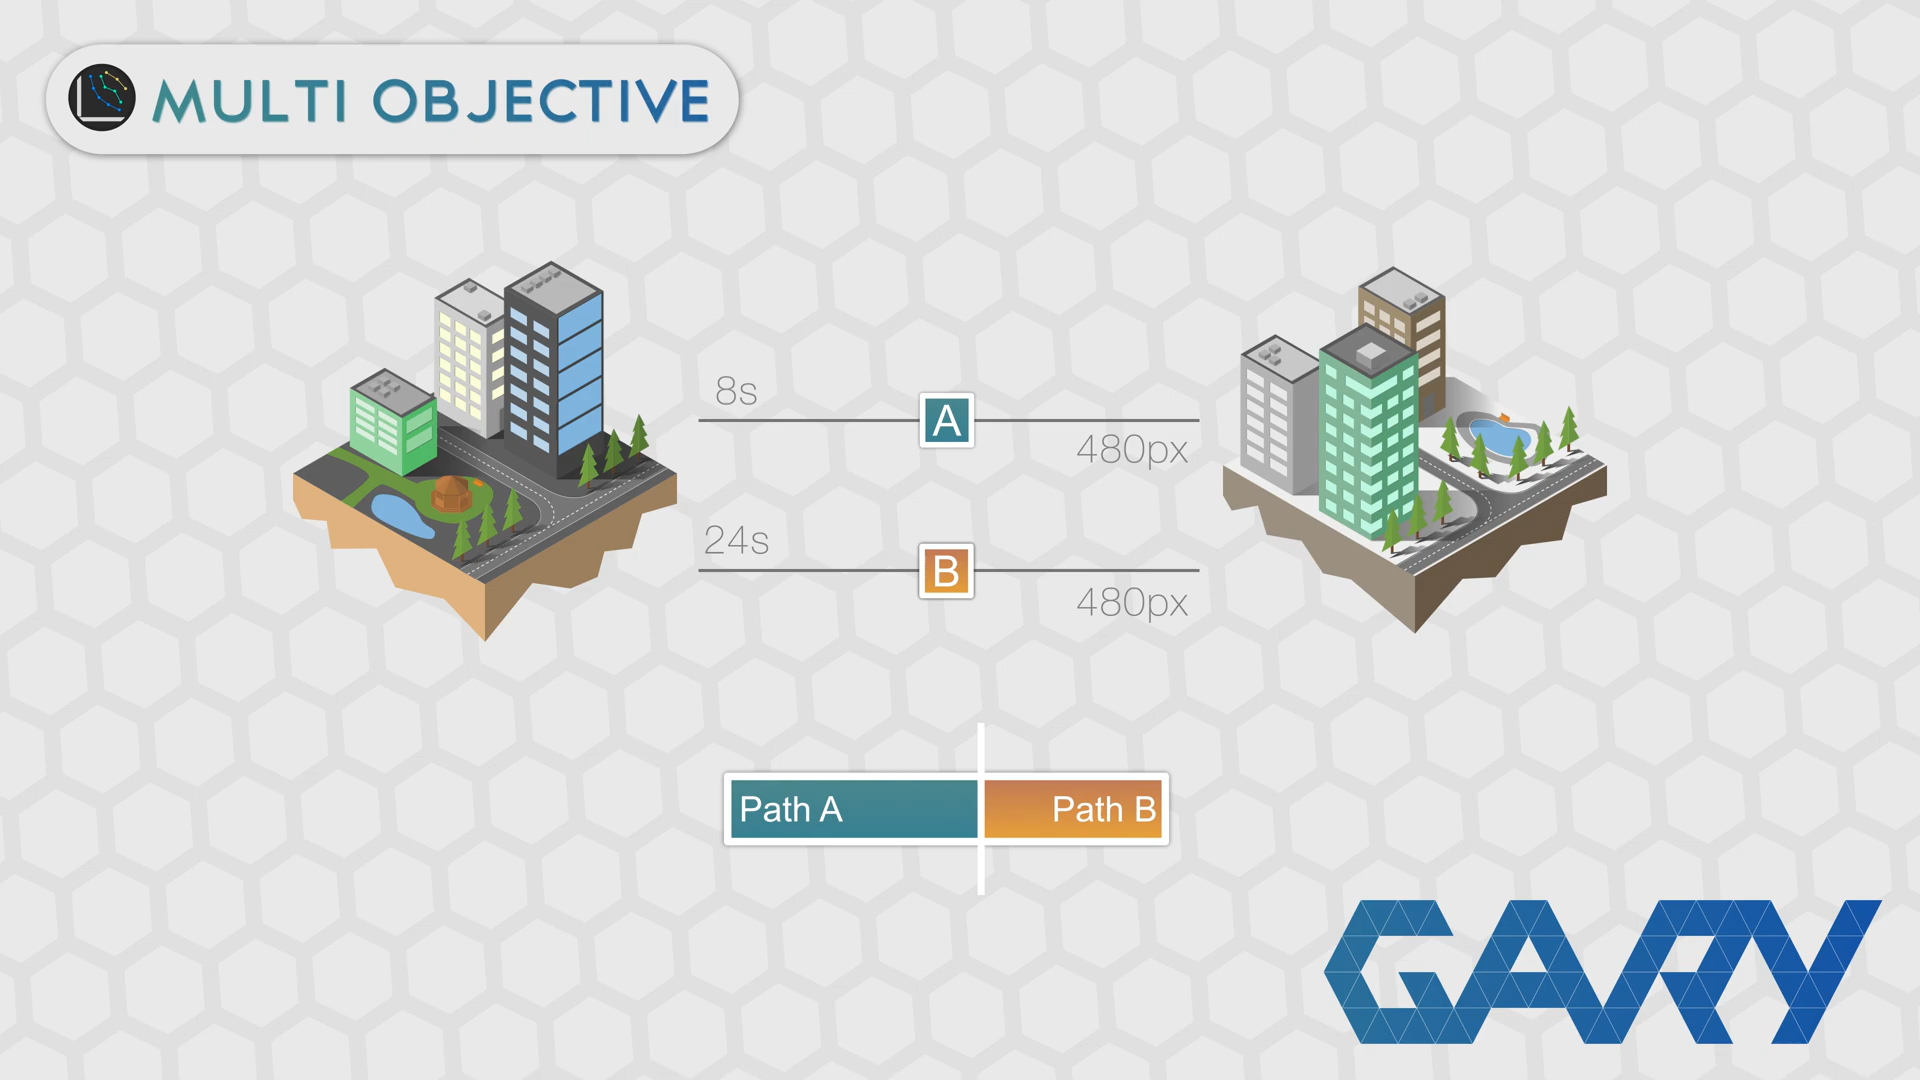 MULTI OBJECTIVE
8s
A
480px
24s
B
480px
Path A
Path B
GARY